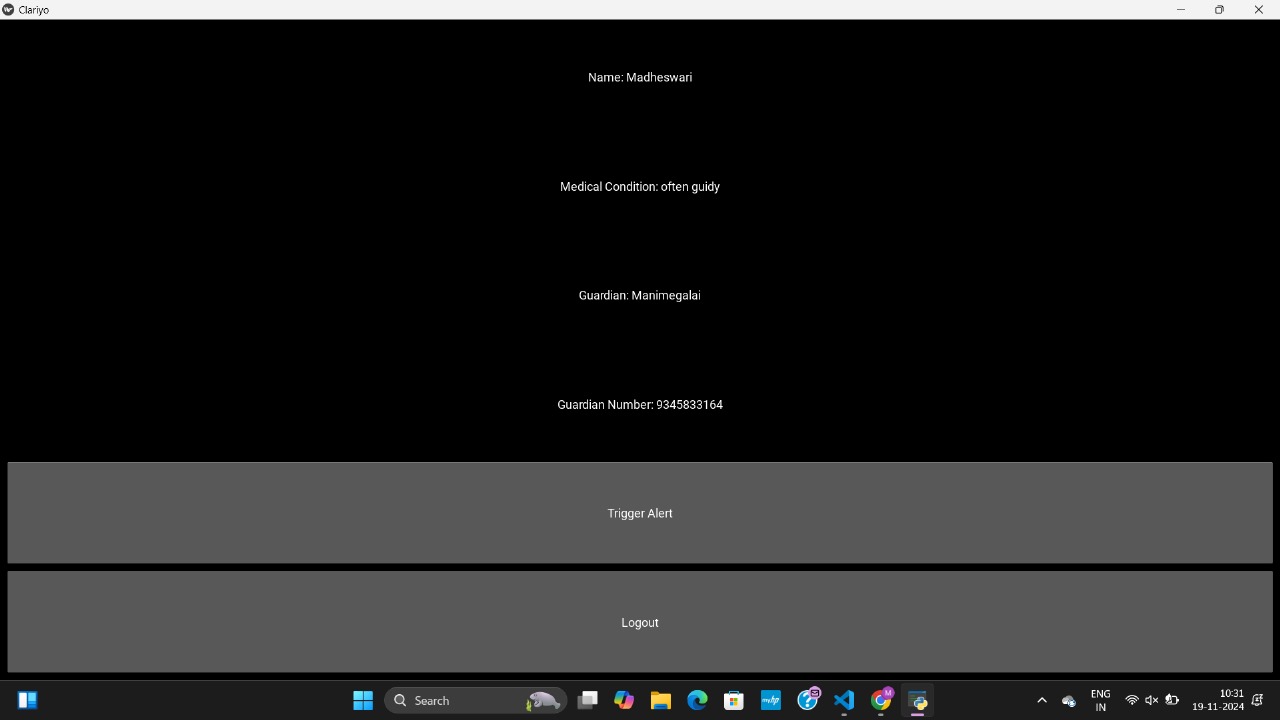 Clariyo
Name: Madheswari
Medical Condition: often guidy
Guardian: Manimegalai
Guardian Number: 9345833164
Trigger Alert
Logout
Search
myhp
M
ENG
IN
10:31
19-11-2024